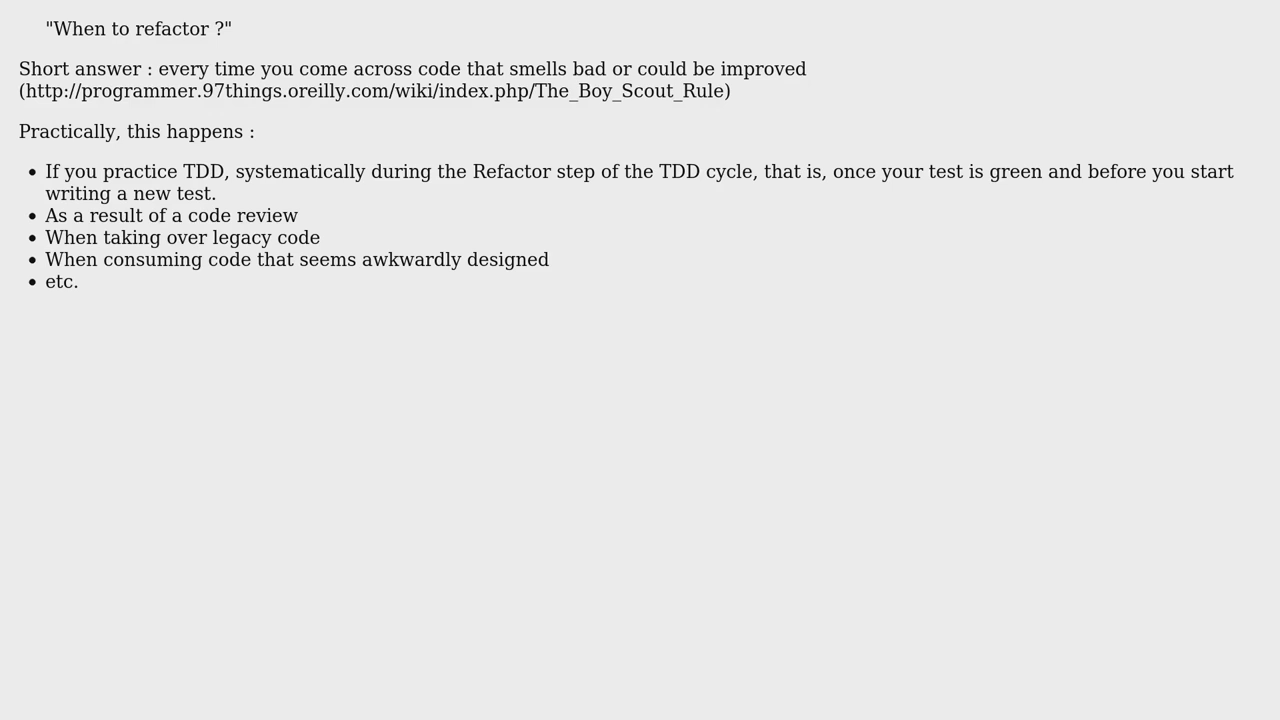 "When to refactor ?"
Short answer : every time you come across code that smells bad or could be improved
(http://programmer.97things.oreilly.com/wiki/index.php/The_Boy_Scout_Rule)
Practically, this happens :
• If you practice TDD, systematically during the Refactor step of the TDD cycle, that is, once your test is green and before you start
writing a new test.
• As a result of a code review
• When taking over legacy code
• When consuming code that seems awkwardly designed
• etc.